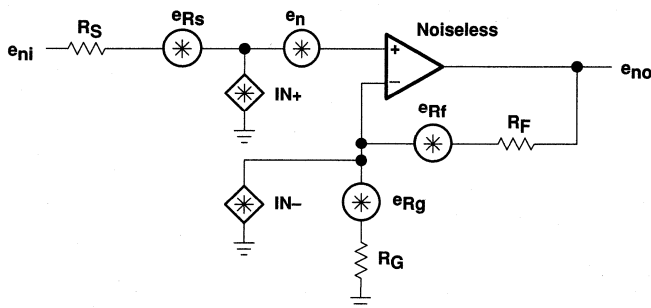 eni
RS
eRs
en
Noiseless
+
−
eno
IN+
eRf
RF
IN−
eRg
RG